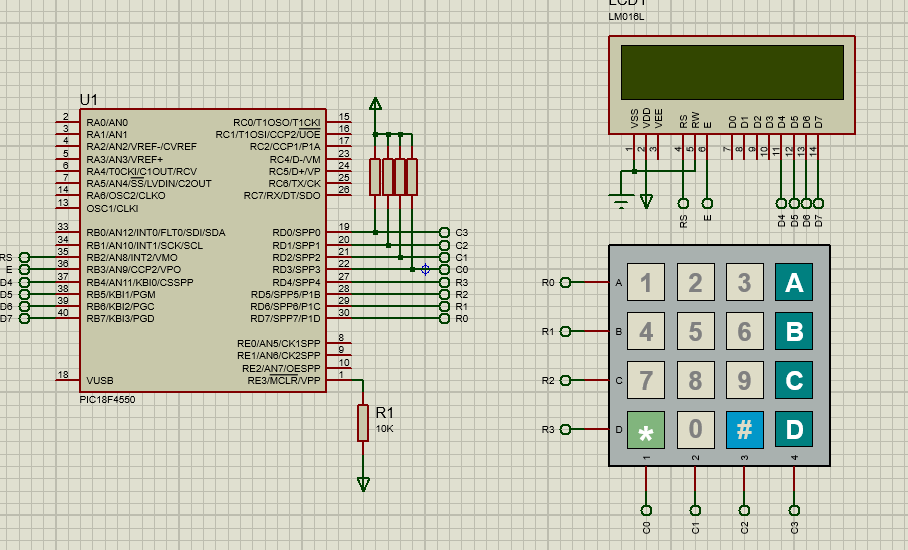 LCD1
LM016L
VSS
VDD
VEE
RS
RW
E
D0
D1
D2
D3
D4
D5
D6
D7
1
2
3
4
5
6
7
8
9
10
11
12
13
14
RS
E
D4
D5
D6
D7
U1
2 RA0/AN0 RC0/T1OSO/T1CKI 15
3 RA1/AN1 RC1/T1OSI/CCP2/UOE 16
4 RA2/AN2/VREF-/CVREF RC2/CCP1/P1A 17
5 RA3/AN3/VREF+ RC4/D-/VM 23
6 RA4/T0CKI/C1OUT/RCV RC5/D+/VP 24
7 RA5/AN4/SS/LVDIN/C2OUT RC6/TX/CK 25
14 RA6/OSC2/CLKO RC7/RX/DT/SDO 26
13 OSC1/CLKI
33 RB0/AN12/INT0/FLT0/SDI/SDA RD0/SPP0 19 C3
34 RB1/AN10/INT1/SCK/SCL RD1/SPP1 20 C2
RS 35 RB2/AN8/INT2/VMO RD2/SPP2 21 C1
E 36 RB3/AN9/CCP2/VPO RD3/SPP3 22 C0
D4 37 RB4/AN11/KBI0/CSSPP RD4/SPP4 27 R3
D5 38 RB5/KBI1/PGM RD5/SPP5/P1B 28 R2
D6 39 RB6/KBI2/PGC RD6/SPP6/P1C 29 R1
D7 40 RB7/KBI3/PGD RD7/SPP7/P1D 30 R0
RE0/AN5/CK1SPP 8
RE1/AN6/CK2SPP 9
RE2/AN7/OESPP 10
18 VUSB RE3/MCLR/VPP 1
PIC18F4550
R1
10K
R0 A 1 2 3 A
R1 B 4 5 6 B
R2 C 7 8 9 C
R3 D * 0 # D
1 2 3 4
C0 C1 C2 C3